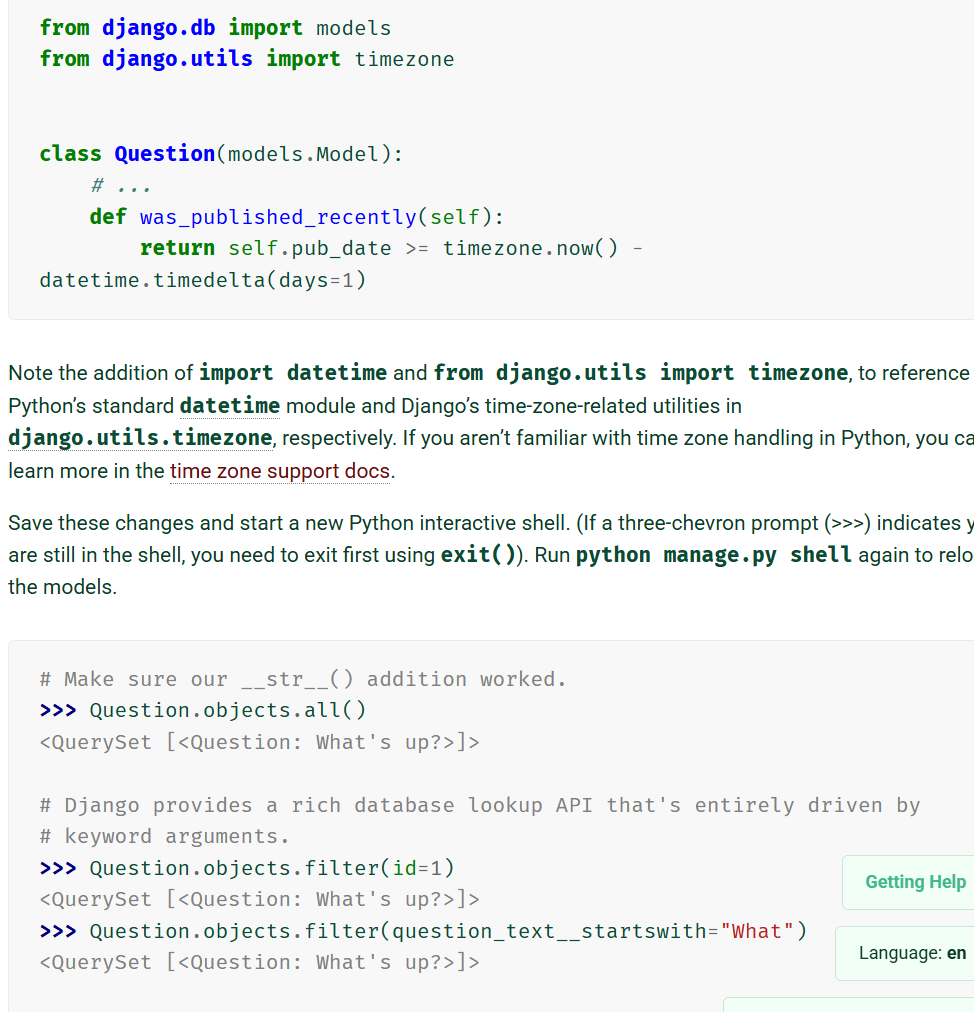 from django.db import models
from django.utils import timezone
class Question(models.Model):
# ...
def was_published_recently(self):
return self.pub_date >= timezone.now() -
datetime.timedelta(days=1)
Note the addition of import datetime and from django.utils import timezone, to reference
Python’s standard datetime module and Django’s time-zone-related utilities in
django.utils.timezone, respectively. If you aren’t familiar with time zone handling in Python, you ca
learn more in the time zone support docs.
Save these changes and start a new Python interactive shell. (If a three-chevron prompt (>>>) indicates y
are still in the shell, you need to exit first using exit()). Run python manage.py shell again to relo
the models.
# Make sure our __str__() addition worked.
>>> Question.objects.all()
<QuerySet [<Question: What's up?>]>
# Django provides a rich database lookup API that's entirely driven by
# keyword arguments.
>>> Question.objects.filter(id=1)
<QuerySet [<Question: What's up?>]>
>>> Question.objects.filter(question_text__startswith="What")
<QuerySet [<Question: What's up?>]>
Getting Help
Language: en